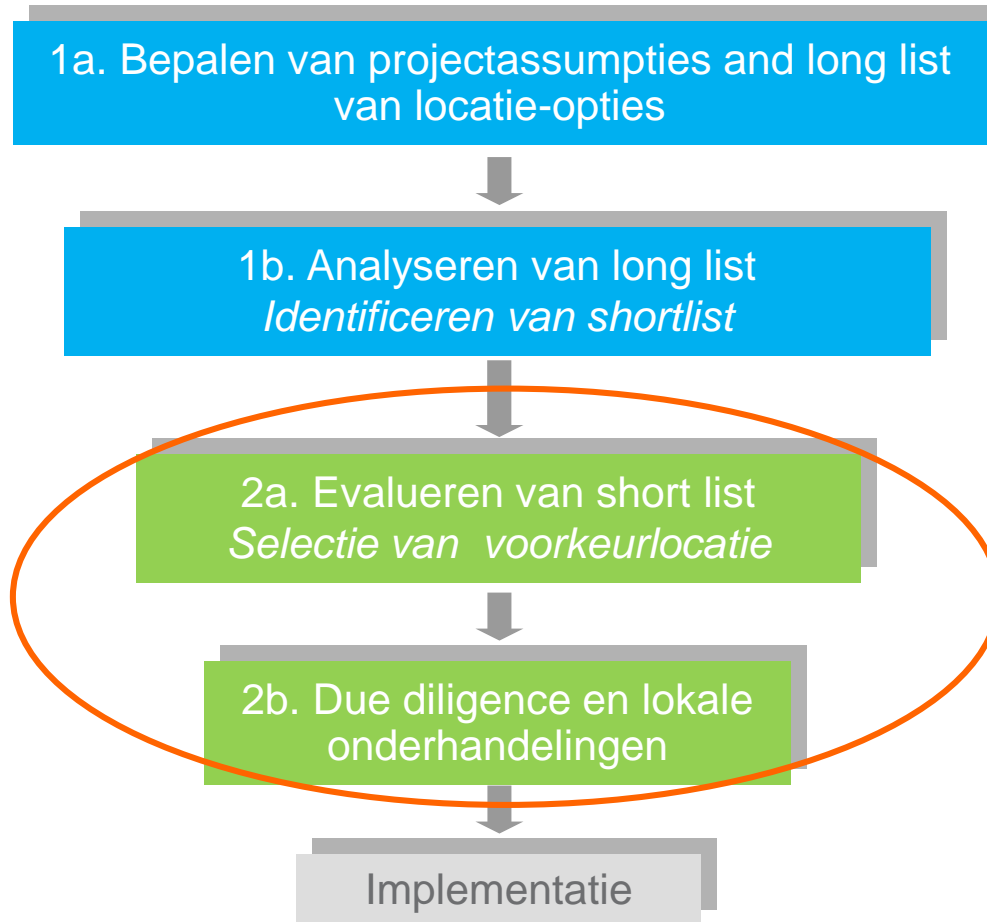 1a. Bepalen van projectassumpties and long list
van locatie-opties
1b. Analyseren van long list
Identificeren van shortlist
2a. Evalueren van short list
Selectie van  voorkeurlocatie
2b. Due diligence en lokale
onderhandelingen
Implementatie